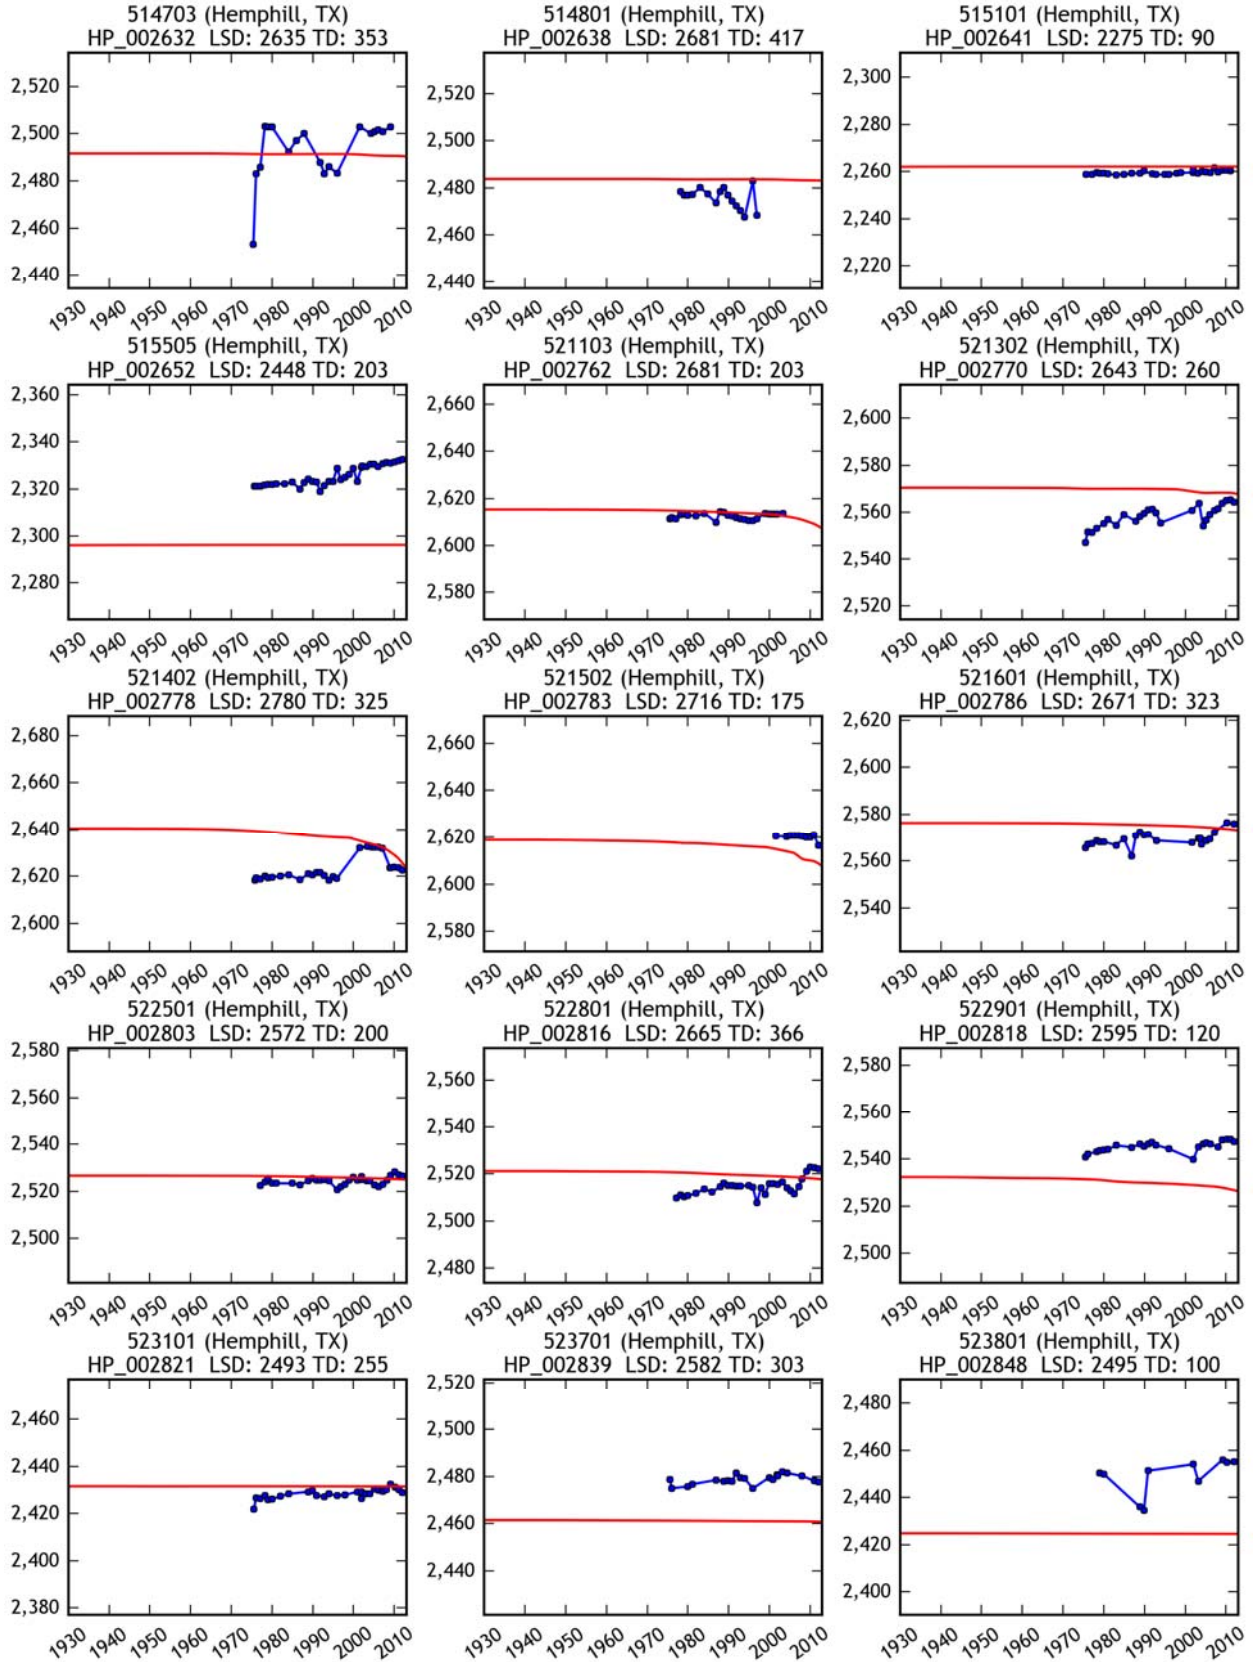 514703 (Hemphill, TX)
HP_002632 LSD: 2635 TD: 353
2,520
2,500
2,480
2,460
2,440
1930 1940 1950 1960 1970 1980 1990 2000 2010
514801 (Hemphill, TX)
HP_002638 LSD: 2681 TD: 417
2,520
2,500
2,480
2,460
2,440
1930 1940 1950 1960 1970 1980 1990 2000 2010
515101 (Hemphill, TX)
HP_002641 LSD: 2275 TD: 90
2,300
2,280
2,260
2,240
2,220
1930 1940 1950 1960 1970 1980 1990 2000 2010
515505 (Hemphill, TX)
HP_002652 LSD: 2448 TD: 203
2,360
2,340
2,320
2,300
2,280
1930 1940 1950 1960 1970 1980 1990 2000 2010
521103 (Hemphill, TX)
HP_002762 LSD: 2681 TD: 203
2,660
2,640
2,620
2,600
2,580
1930 1940 1950 1960 1970 1980 1990 2000 2010
521302 (Hemphill, TX)
HP_002770 LSD: 2643 TD: 260
2,600
2,580
2,560
2,540
2,520
1930 1940 1950 1960 1970 1980 1990 2000 2010
521402 (Hemphill, TX)
HP_002778 LSD: 2780 TD: 325
2,680
2,660
2,640
2,620
2,600
1930 1940 1950 1960 1970 1980 1990 2000 2010
521502 (Hemphill, TX)
HP_002783 LSD: 2716 TD: 175
2,660
2,640
2,620
2,600
2,580
1930 1940 1950 1960 1970 1980 1990 2000 2010
521601 (Hemphill, TX)
HP_002786 LSD: 2671 TD: 323
2,620
2,600
2,580
2,560
2,540
1930 1940 1950 1960 1970 1980 1990 2000 2010
522501 (Hemphill, TX)
HP_002803 LSD: 2572 TD: 200
2,580
2,560
2,540
2,520
2,500
1930 1940 1950 1960 1970 1980 1990 2000 2010
522801 (Hemphill, TX)
HP_002816 LSD: 2665 TD: 366
2,560
2,540
2,520
2,500
2,480
1930 1940 1950 1960 1970 1980 1990 2000 2010
522901 (Hemphill, TX)
HP_002818 LSD: 2595 TD: 120
2,580
2,560
2,540
2,520
2,500
1930 1940 1950 1960 1970 1980 1990 2000 2010
523101 (Hemphill, TX)
HP_002821 LSD: 2493 TD: 255
2,460
2,440
2,420
2,400
2,380
1930 1940 1950 1960 1970 1980 1990 2000 2010
523701 (Hemphill, TX)
HP_002839 LSD: 2582 TD: 303
2,520
2,500
2,480
2,460
2,440
1930 1940 1950 1960 1970 1980 1990 2000 2010
523801 (Hemphill, TX)
HP_002848 LSD: 2495 TD: 100
2,480
2,460
2,440
2,420
2,400
1930 1940 1950 1960 1970 1980 1990 2000 2010